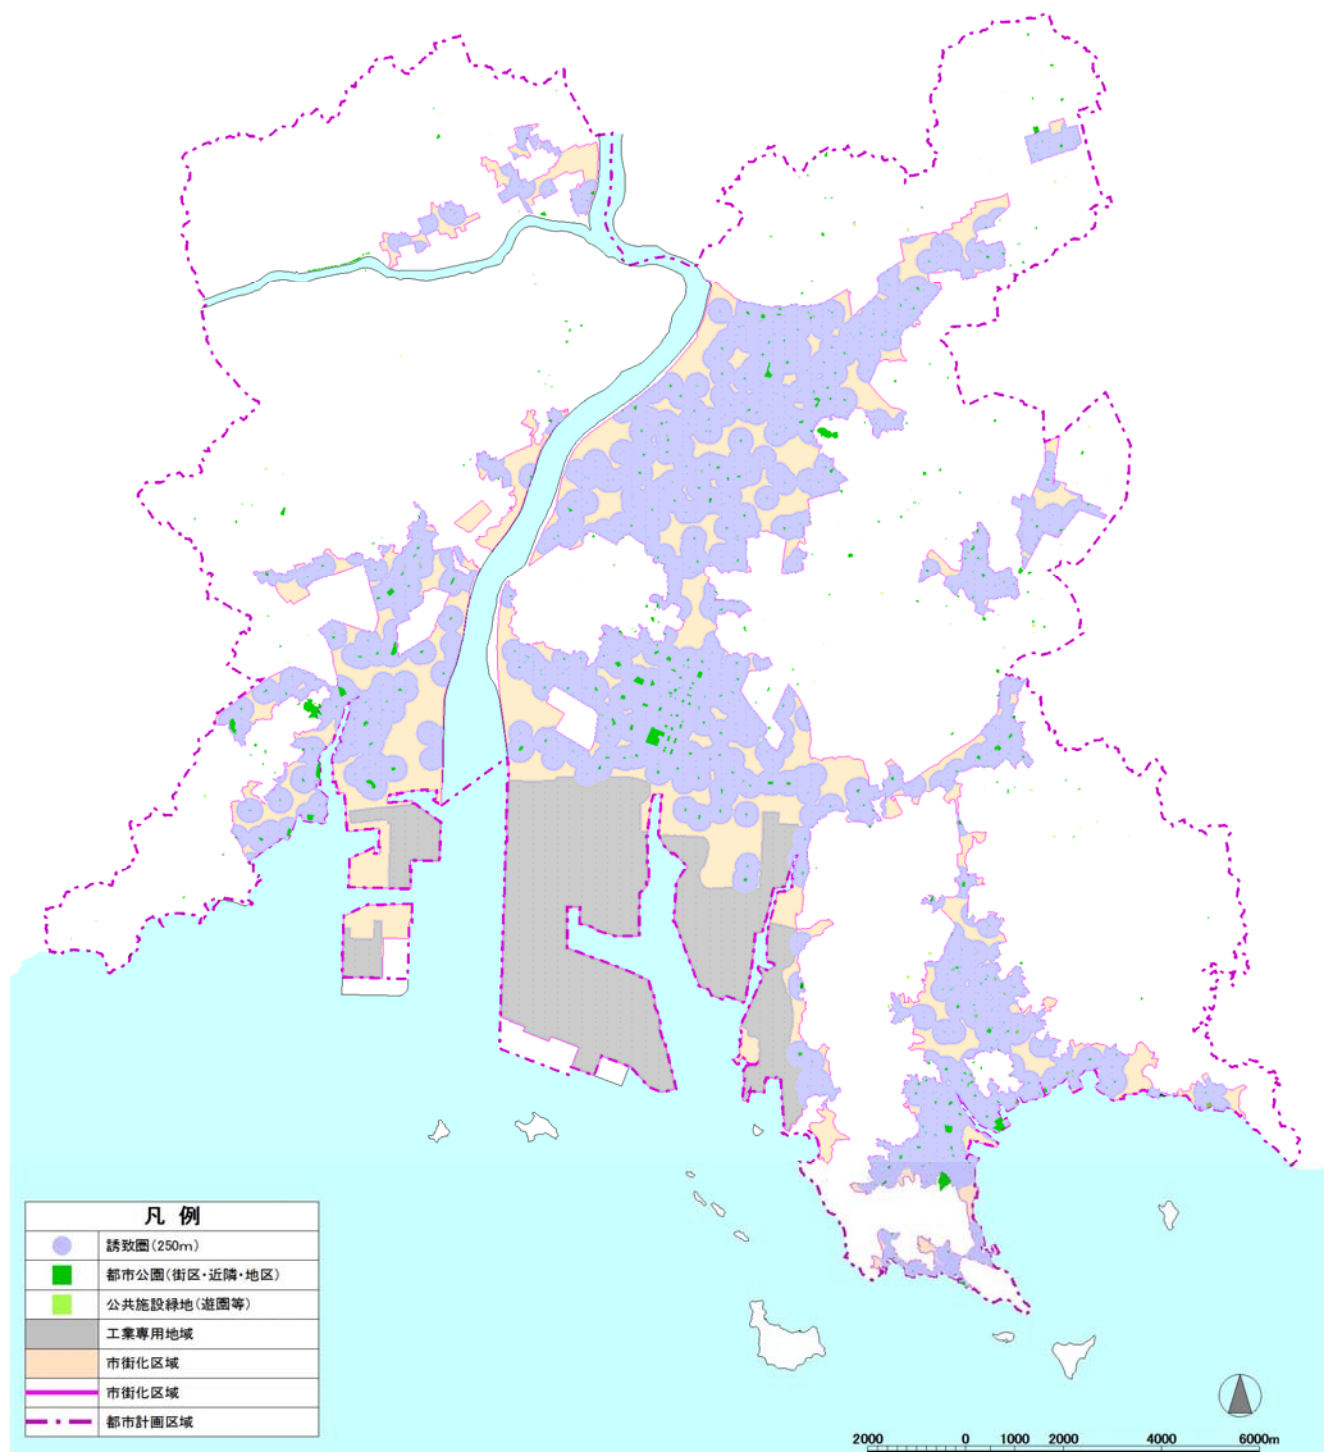 凡 例
誘致圏(250m)
都市公園(街区・近隣・地区)
公共施設緑地(遊園等)
工業専用地域
市街化区域
市街化区域
都市計画区域
2000 0 1000 2000 4000 6000m